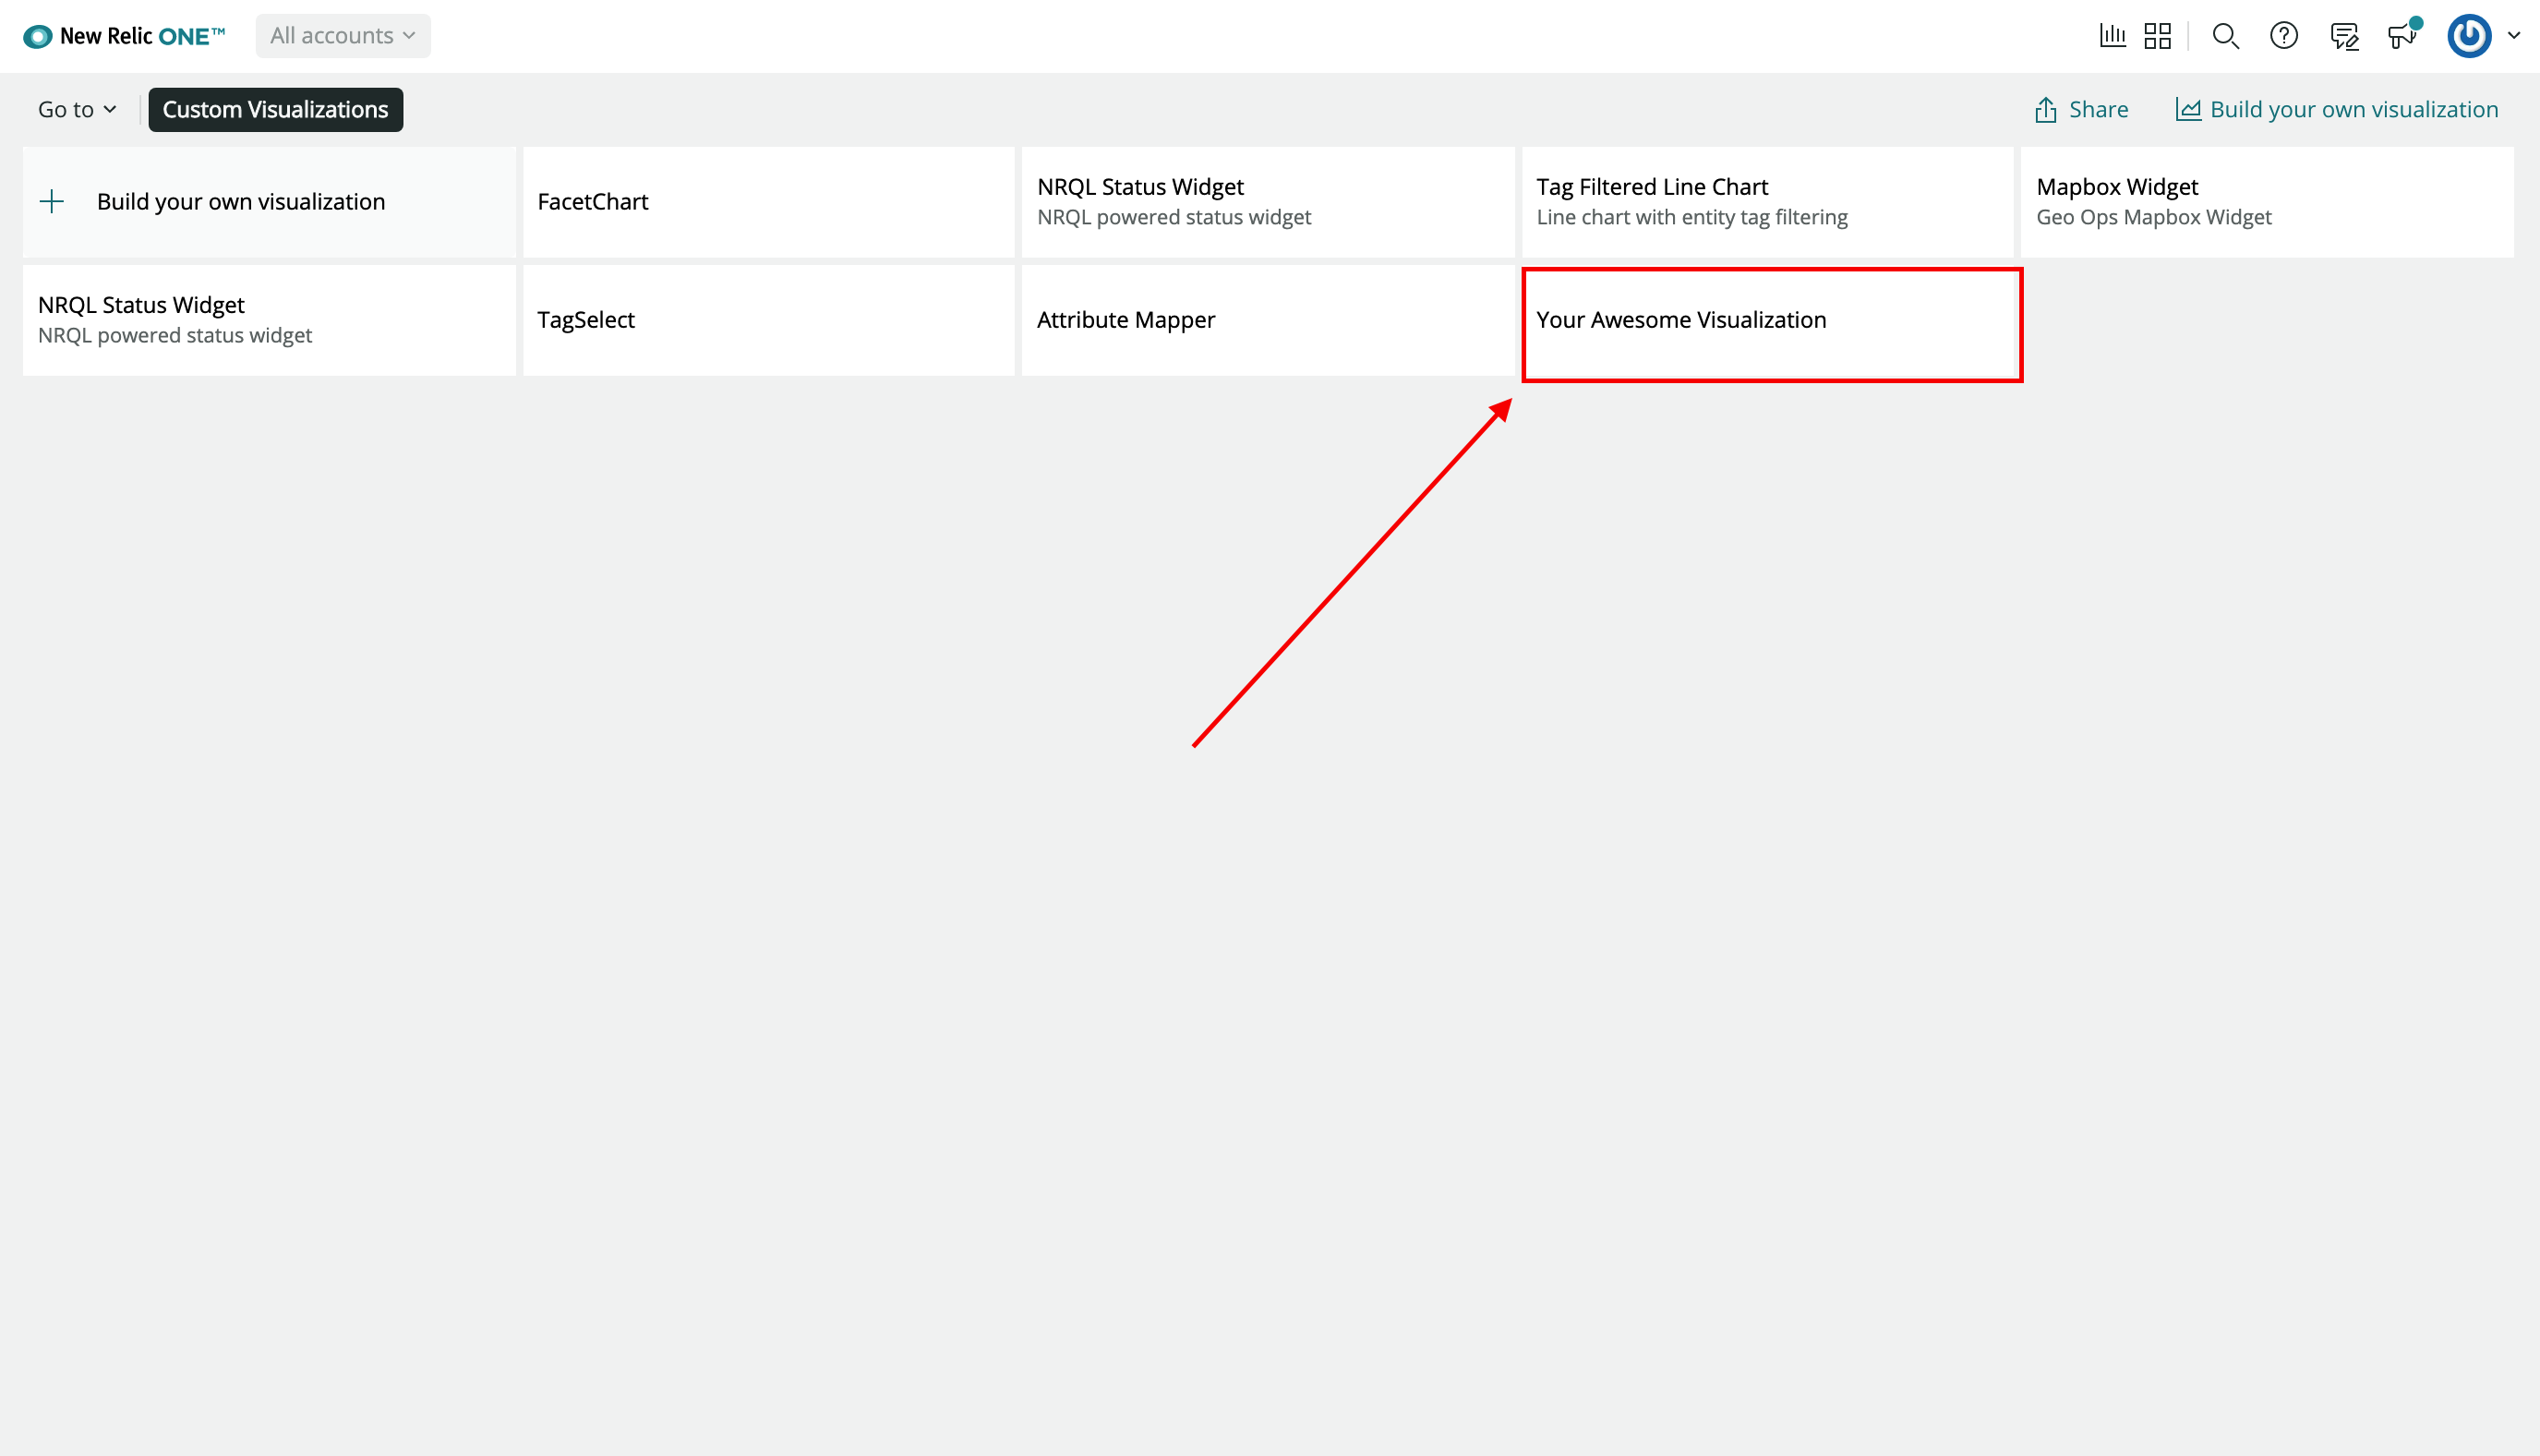 New Relic ONE™ All accounts
Go to Custom Visualizations Share Build your own visualization
Build your own visualization
FacetChart
NRQL Status Widget
NRQL powered status widget
Tag Filtered Line Chart
Line chart with entity tag filtering
Mapbox Widget
Geo Ops Mapbox Widget
NRQL Status Widget
NRQL powered status widget
TagSelect
Attribute Mapper
Your Awesome Visualization